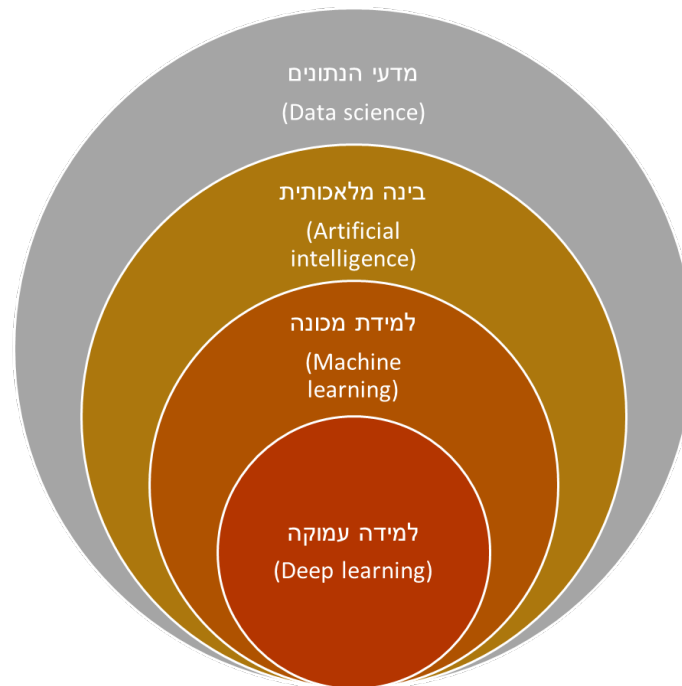 מדעי הנתונים
(Data science)
בינה מלאכותית
(Artificial
intelligence)
למידת מכונה
(Machine
learning)
למידה עמוקה
(Deep learning)